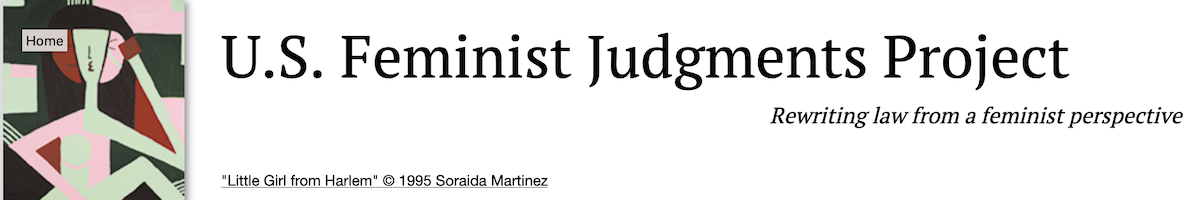 Home
U.S. Feminist Judgments Project
Rewriting law from a feminist perspective
"Little Girl from Harlem" © 1995 Soraida Martinez